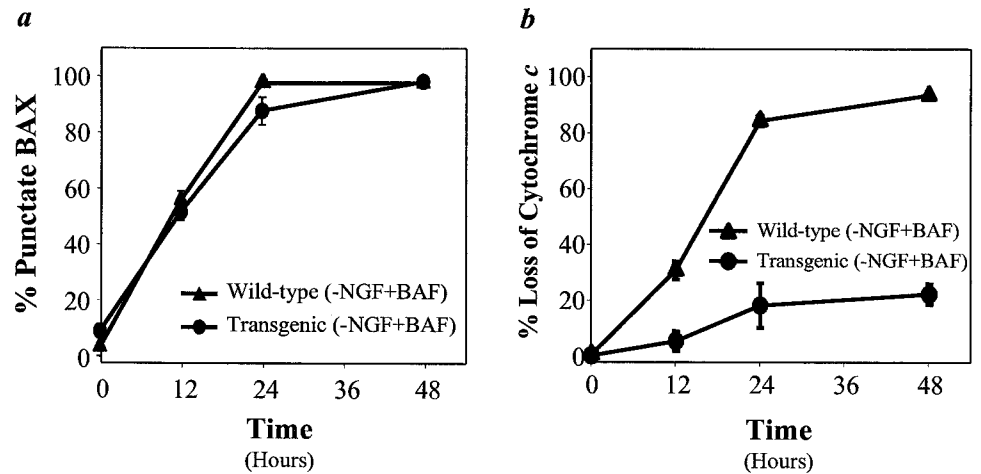 a
% Punctate BAX
100
80
60
40
20
0
Wild-type (-NGF+BAF)
Transgenic (-NGF+BAF)
0 12 24 36 48
Time
(Hours)
b
% Loss of Cytochrome c
100
80
60
40
20
0
Wild-type (-NGF+BAF)
Transgenic (-NGF+BAF)
0 12 24 36 48
Time
(Hours)